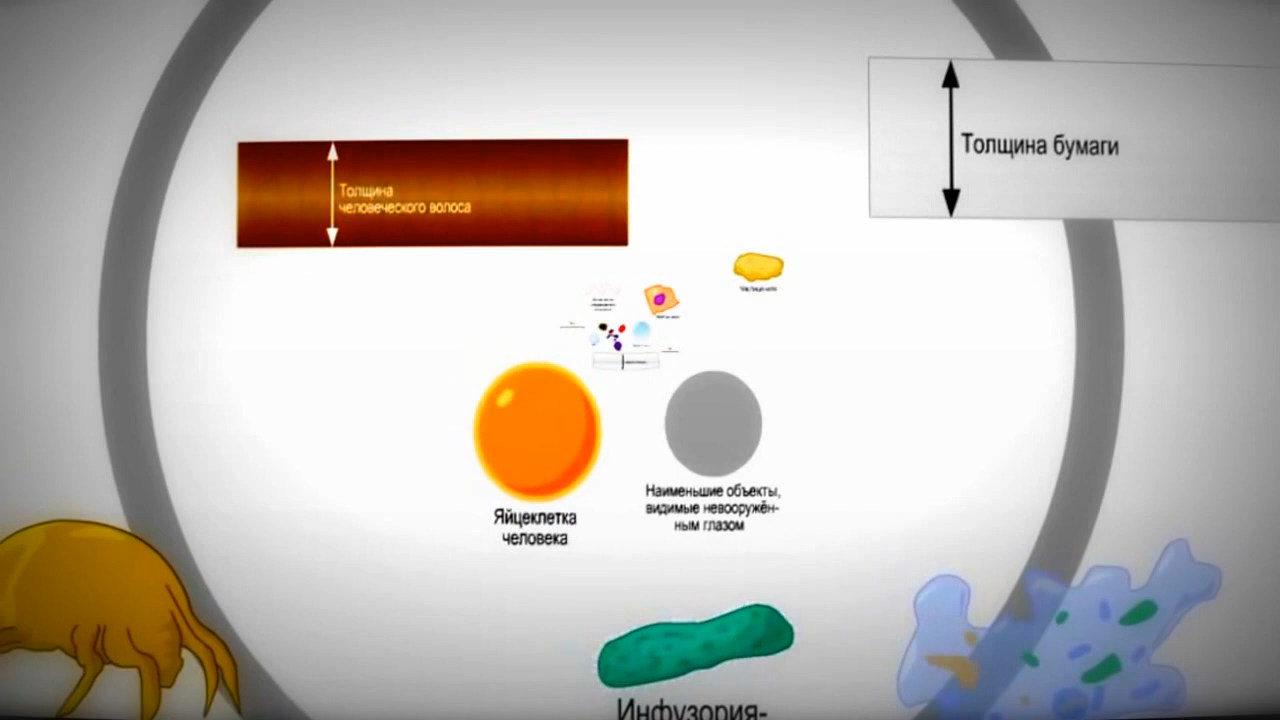 Толщина бумаги
Толщина
человеческого волоса
Яйцеклетка
человека
Наименьшие объекты,
видимые невооружён-
ным глазом
Инфузория-